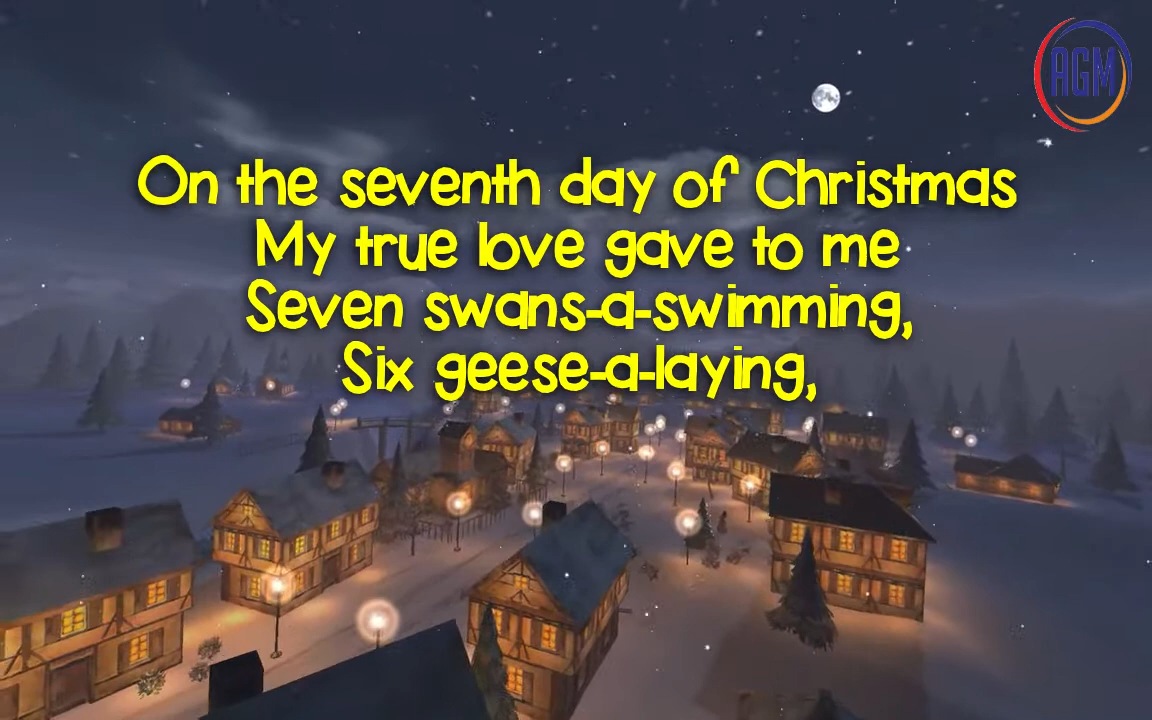 AGM
On the seventh day of Christmas
My true love gave to me
Seven swans-a-swimming,
Six geese-a-laying,